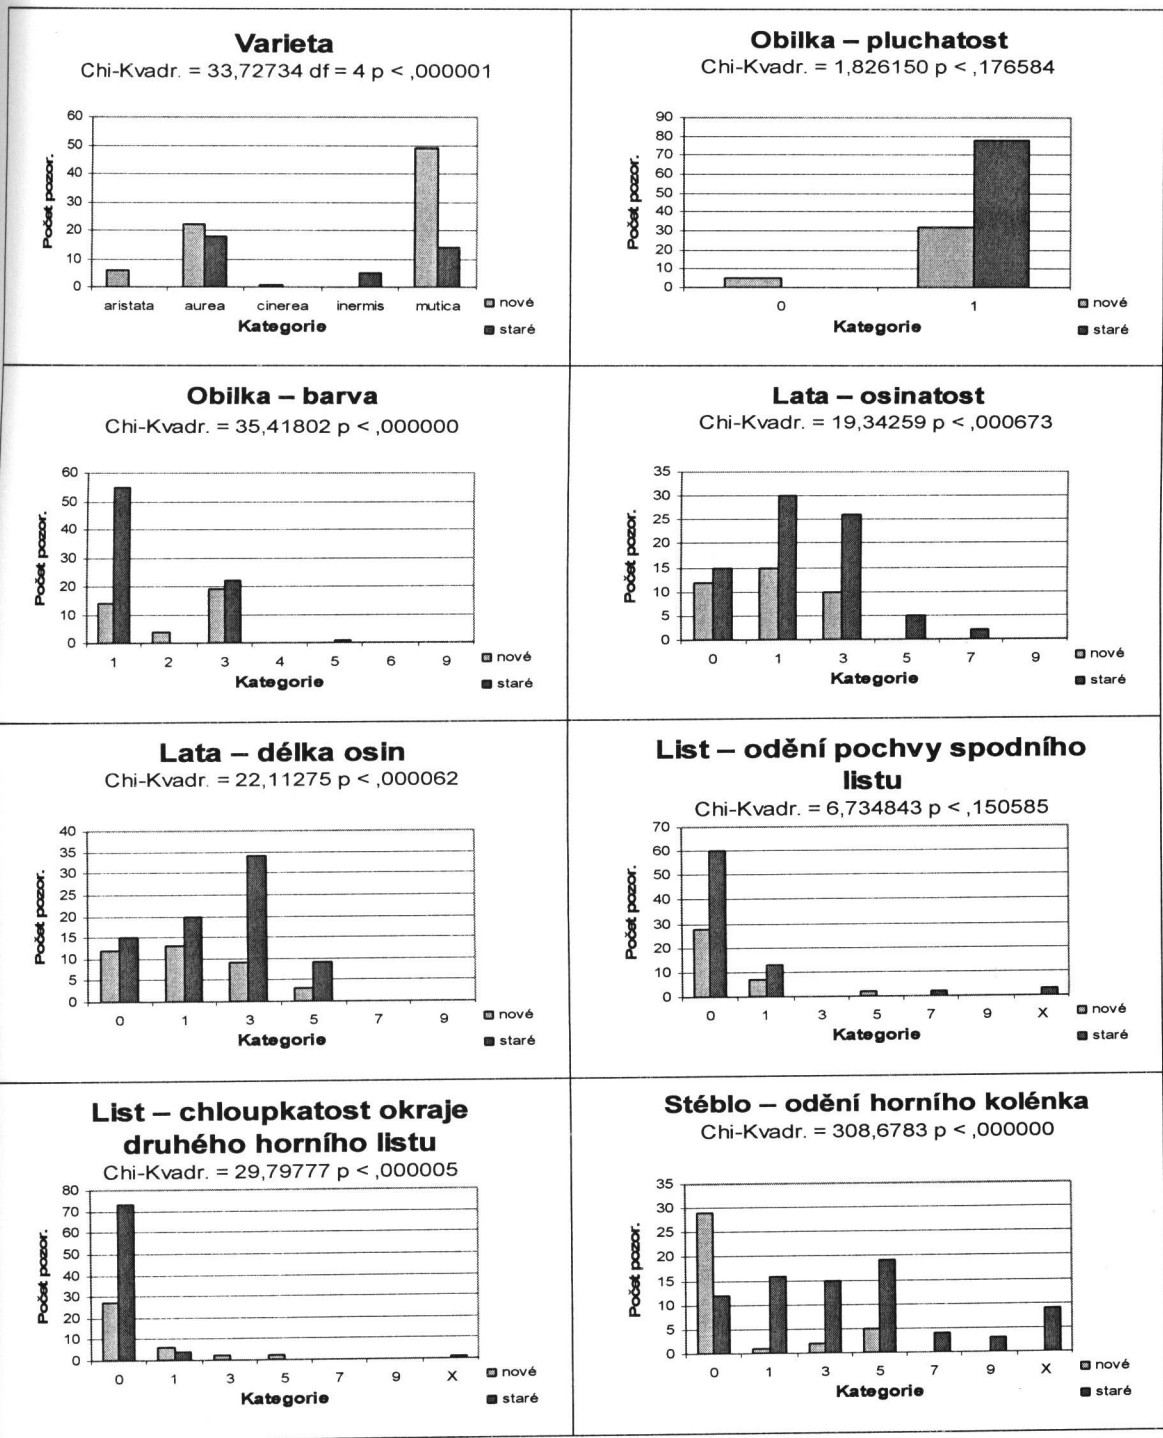 Varieta
Chi-Kvadr. = 33,72734 df = 4 p < ,000001
60
50
40
30
20
10
0
Počet pozor.
aristata aurea cinerea inermis mutica
Kategorie
nové
staré
Obilka – pluchatost
Chi-Kvadr. = 1,826150 p < ,176584
90
80
70
60
50
40
30
20
10
0
Počet pozor.
0 1
Kategorie
nové
staré
Obilka – barva
Chi-Kvadr. = 35,41802 p < ,000000
60
50
40
30
20
10
0
Počet pozor.
1 2 3 4 5 6 9
Kategorie
nové
staré
Lata – osinatost
Chi-Kvadr. = 19,34259 p < ,000673
35
30
25
20
15
10
5
0
Počet pozor.
0 1 3 5 7 9
Kategorie
nové
staré
Lata – délka osin
Chi-Kvadr. = 22,11275 p < ,000062
40
35
30
25
20
15
10
5
0
Počet pozor.
0 1 3 5 7 9
Kategorie
nové
staré
List – odění pochvy spodního
listu
Chi-Kvadr. = 6,734843 p < ,150585
70
60
50
40
30
20
10
0
Počet pozor.
0 1 3 5 7 9 X
Kategorie
nové
staré
List – chloupkatost okraje
druhého horního listu
Chi-Kvadr. = 29,79777 p < ,000005
80
70
60
50
40
30
20
10
0
Počet pozor.
0 1 3 5 7 9 X
Kategorie
nové
staré
Stéblo – odění horního kolénka
Chi-Kvadr. = 308,6783 p < ,000000
35
30
25
20
15
10
5
0
Počet pozor.
0 1 3 5 7 9 X
Kategorie
nové
staré